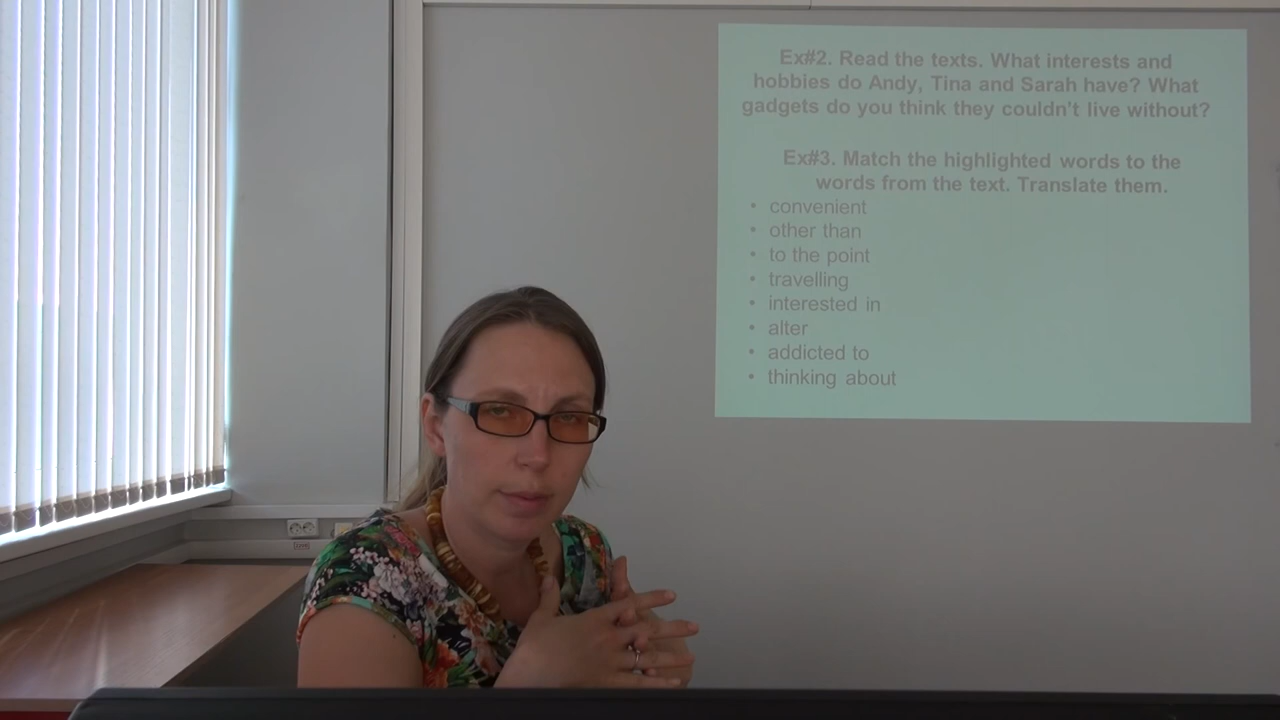 Ex#2. Read the texts. What interests and
hobbies do Andy, Tina and Sarah have? What
gadgets do you think they couldn't live without?
Ex#3. Match the highlighted words to the
words from the text. Translate them.
• convenient
• other than
• to the point
• travelling
• interested in
• alter
• addicted to
• thinking about